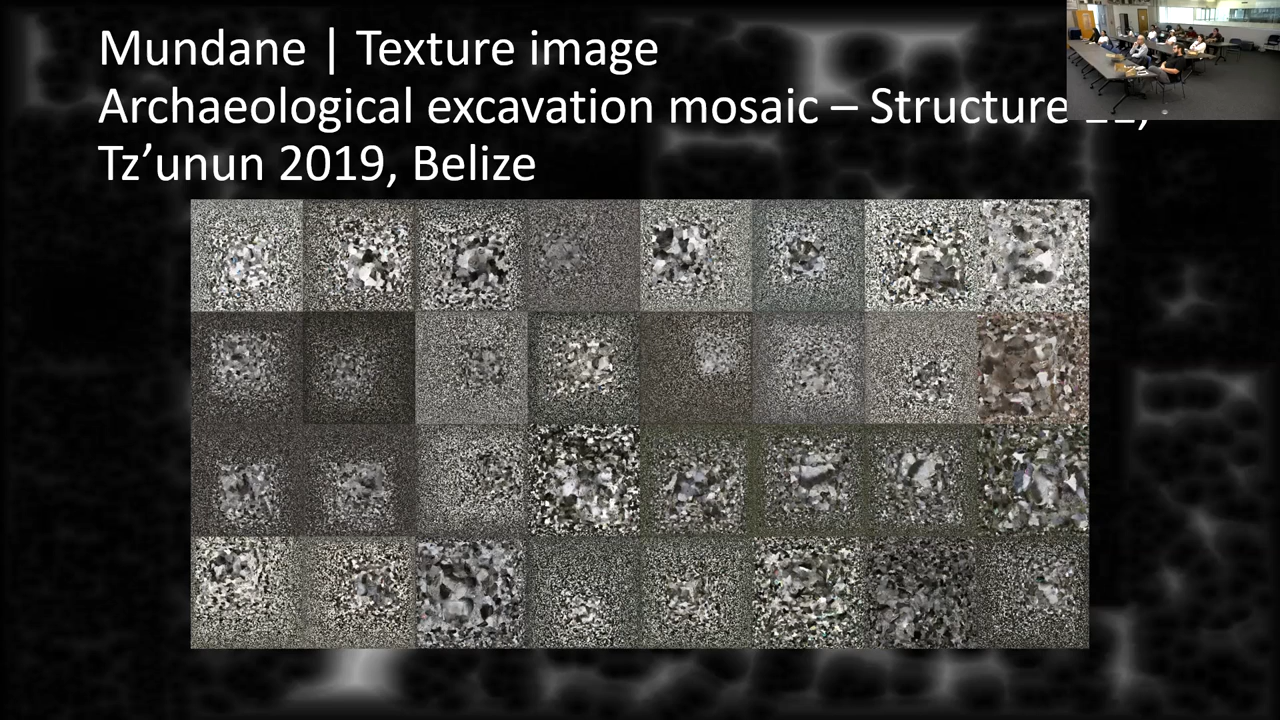 Mundane | Texture image
Archaeological excavation mosaic – Structure
Tz’unun 2019, Belize